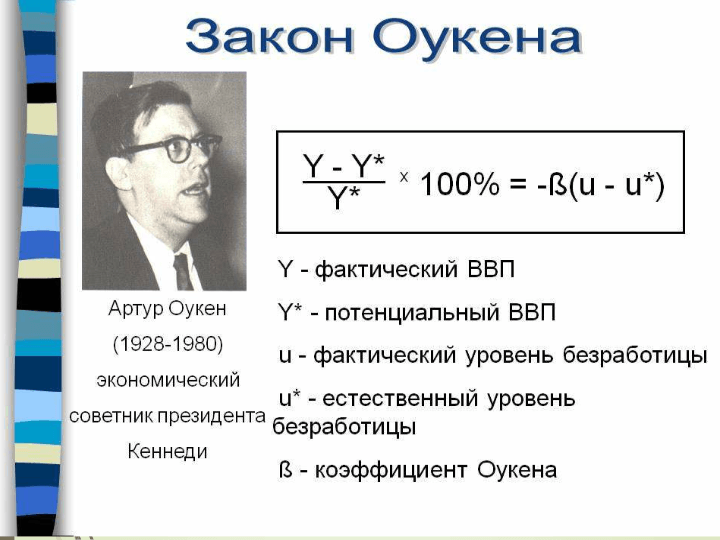 Закон Оукена
Y - Y*
Y*
x 100% = -ß(u - u*)
Y - фактический ВВП
Y* - потенциальный ВВП
u - фактический уровень безработицы
u* - естественный уровень
безработицы
ß - коэффициент Оукена
Артур Оукен
(1928-1980)
экономический
советник президента
Кеннеди